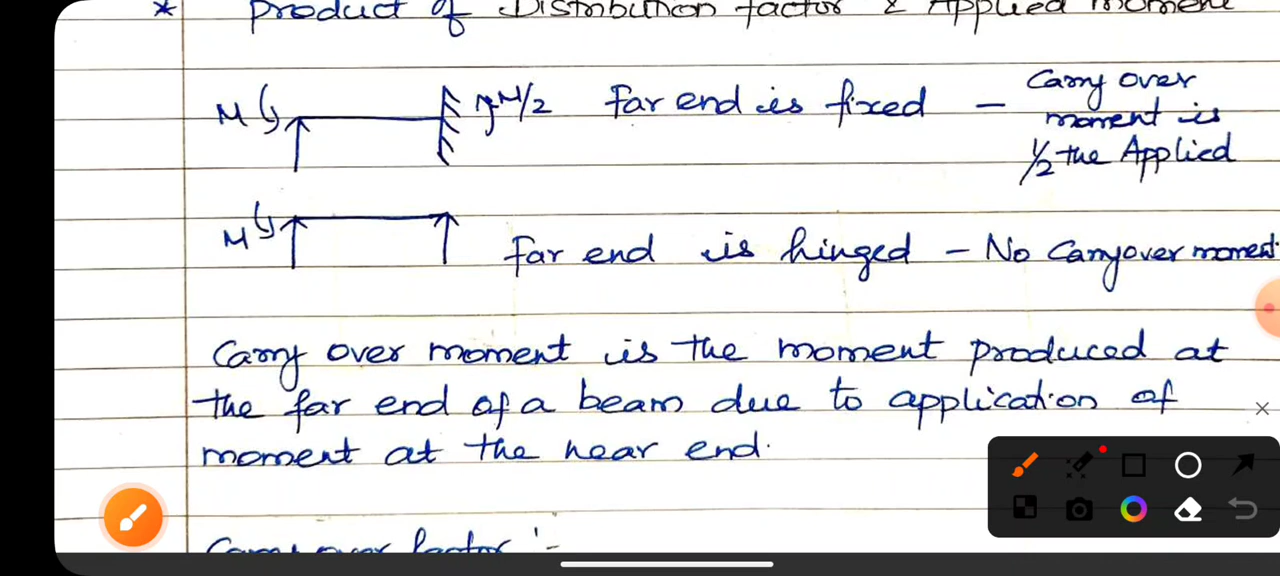 * product of Distribution factor & Applied moment
M M/2 Far end is fixed - Carry over
moment is
1/2 the Applied
M Far end is hinged - No Carryover moment
Carry over moment is the moment produced at
the far end of a beam due to application of
moment at the near end.
Carry over factor :-